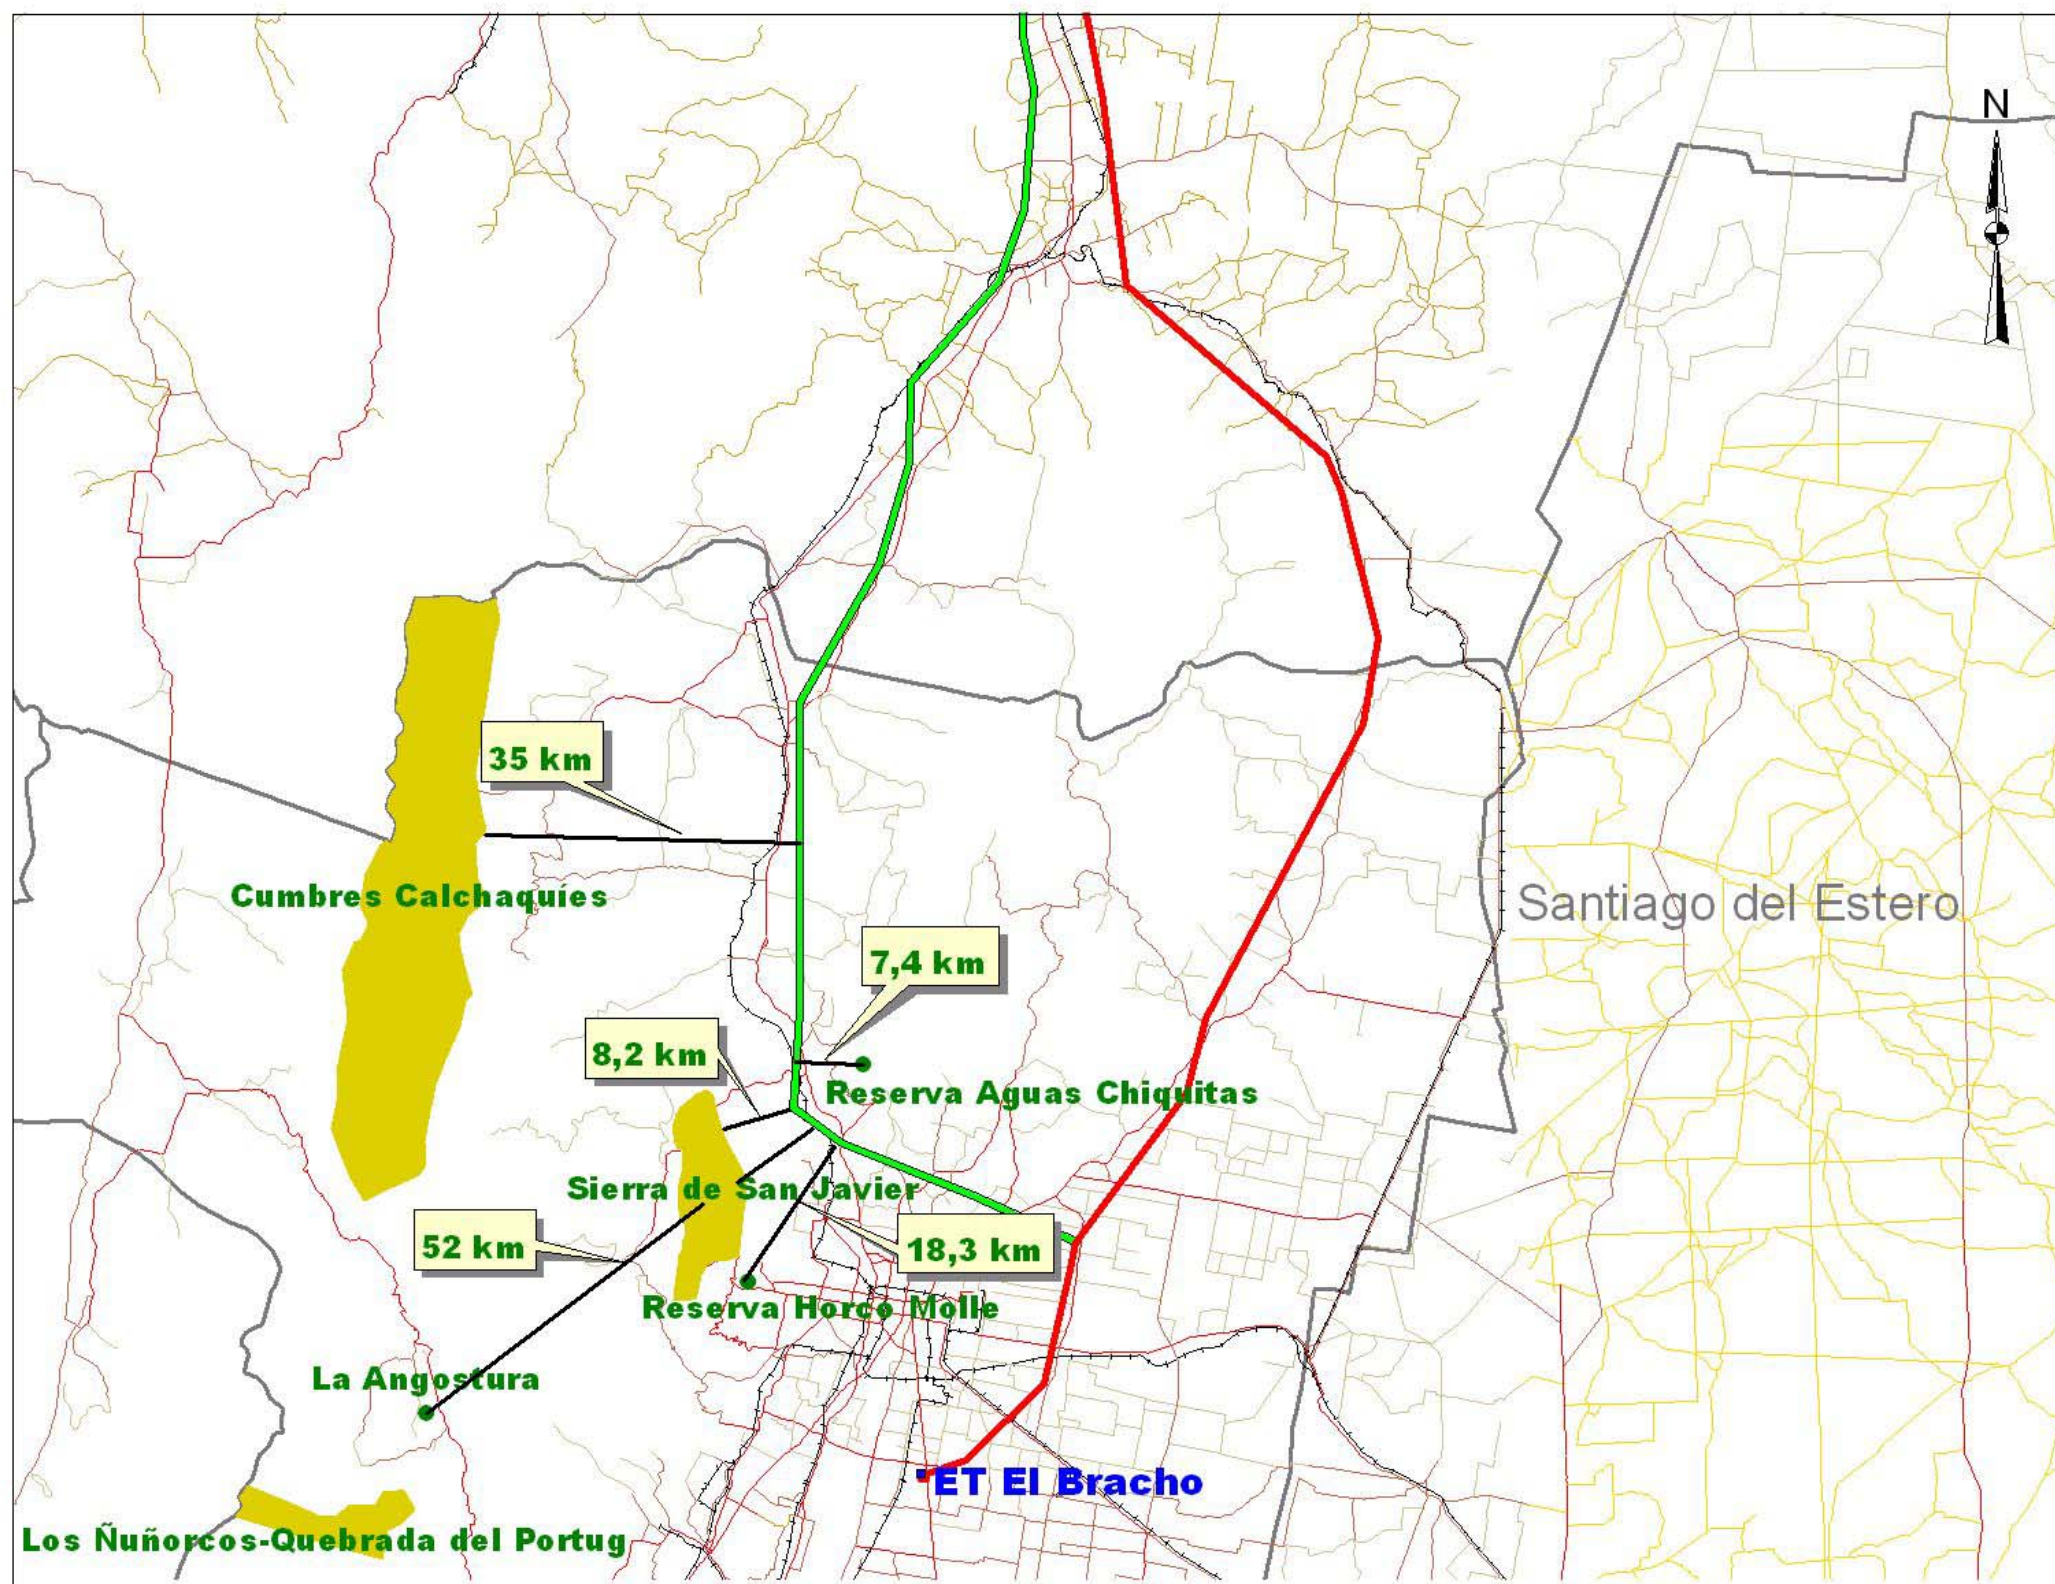 N
35 km
Cumbres Calchaquíes
Santiago del Estero
7,4 km
8,2 km
Reserva Aguas Chiquitas
Sierra de San Javier
52 km
18,3 km
Reserva Horco Molle
La Angostura
ET El Bracho
Los Ñuñorcos-Quebrada del Portug